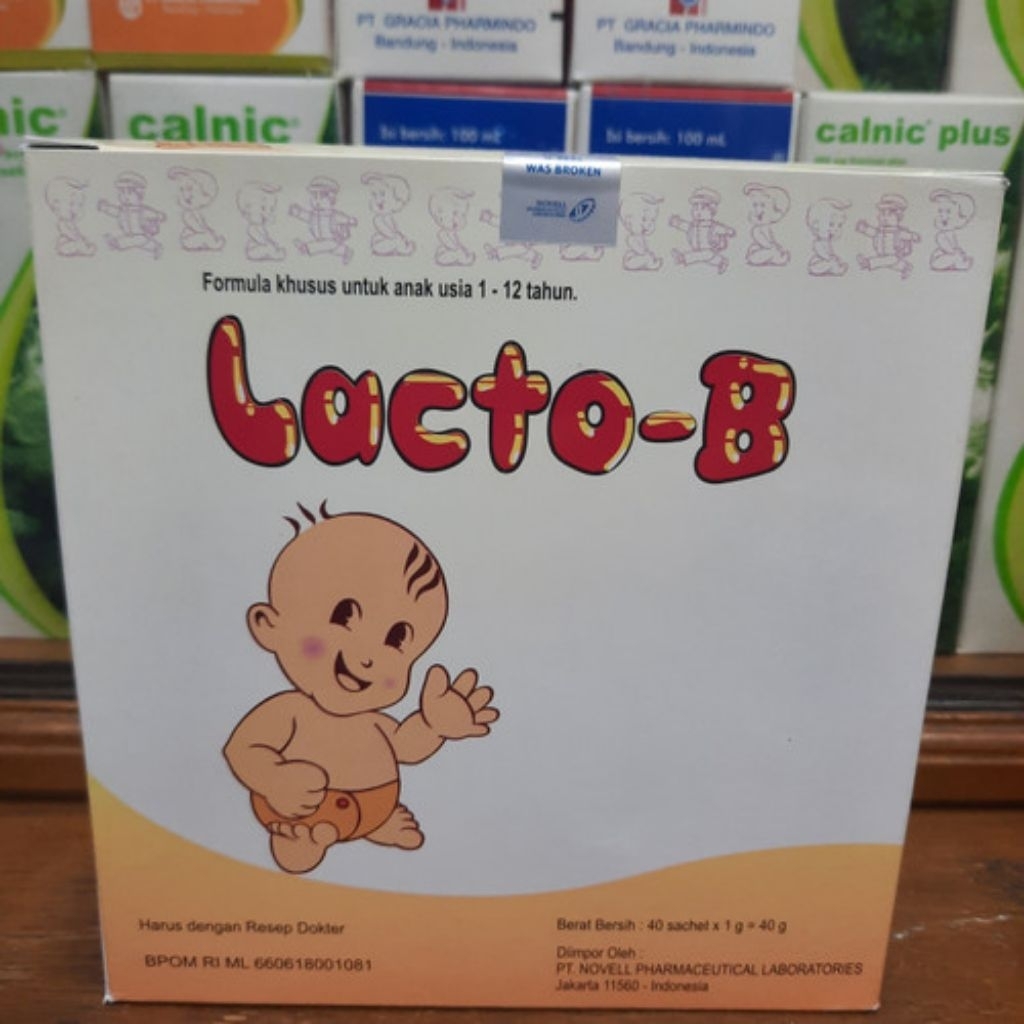 PT GRACIA PHARMINDO
Bandung - Indonesia
PT GRACIA PHARMINDO
Bandung - Indonesia
nic®
calnic®
Isi bersih: 100 mL
Isi bersih: 100 mL
calnic® plus
WAS BROKEN
NOVELL
Formula khusus untuk anak usia 1 - 12 tahun.
Lacto-B
Harus dengan Resep Dokter
BPOM RI ML 660618001081
Berat Bersih : 40 sachet x 1 g = 40 g
Diimpor Oleh :
PT. NOVELL PHARMACEUTICAL LABORATORIES
Jakarta 11560 - Indonesia